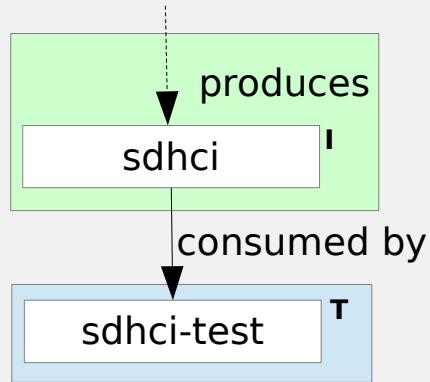 produces
sdhci
I
consumed by
sdhci-test
T